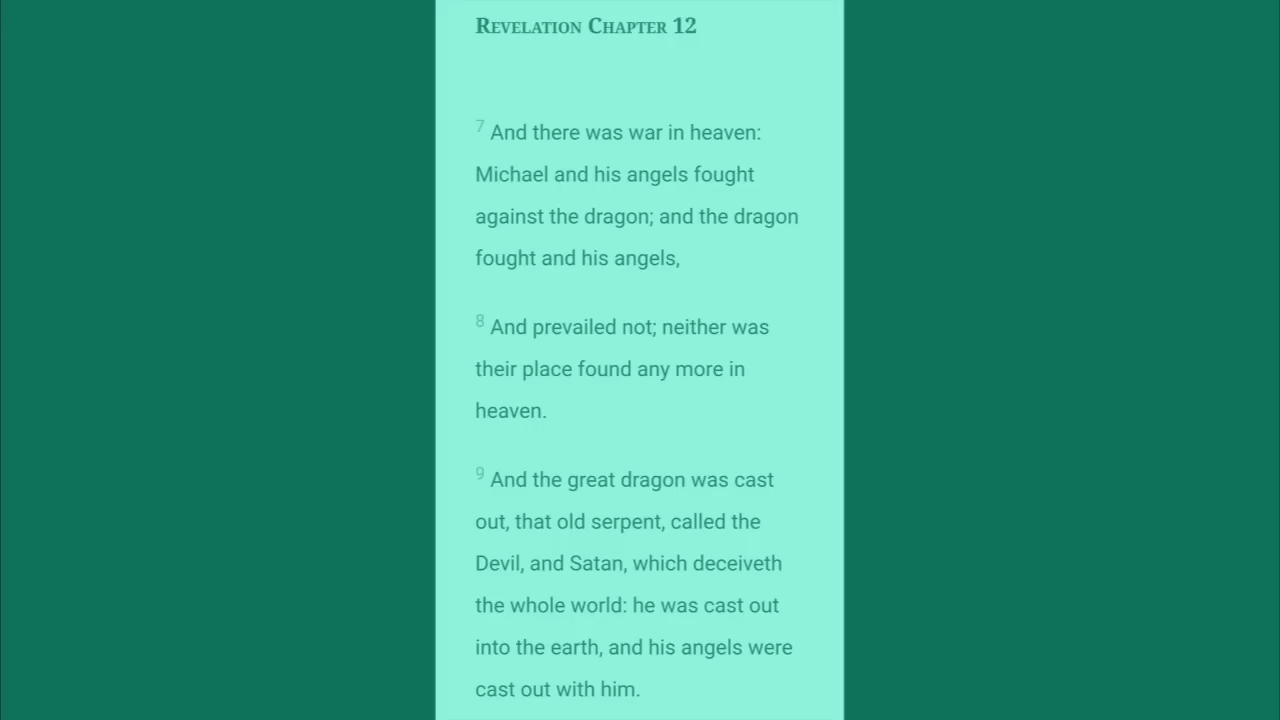 Revelation Chapter 12
7 And there was war in heaven:
Michael and his angels fought
against the dragon; and the dragon
fought and his angels,
8 And prevailed not; neither was
their place found any more in
heaven.
9 And the great dragon was cast
out, that old serpent, called the
Devil, and Satan, which deceiveth
the whole world: he was cast out
into the earth, and his angels were
cast out with him.